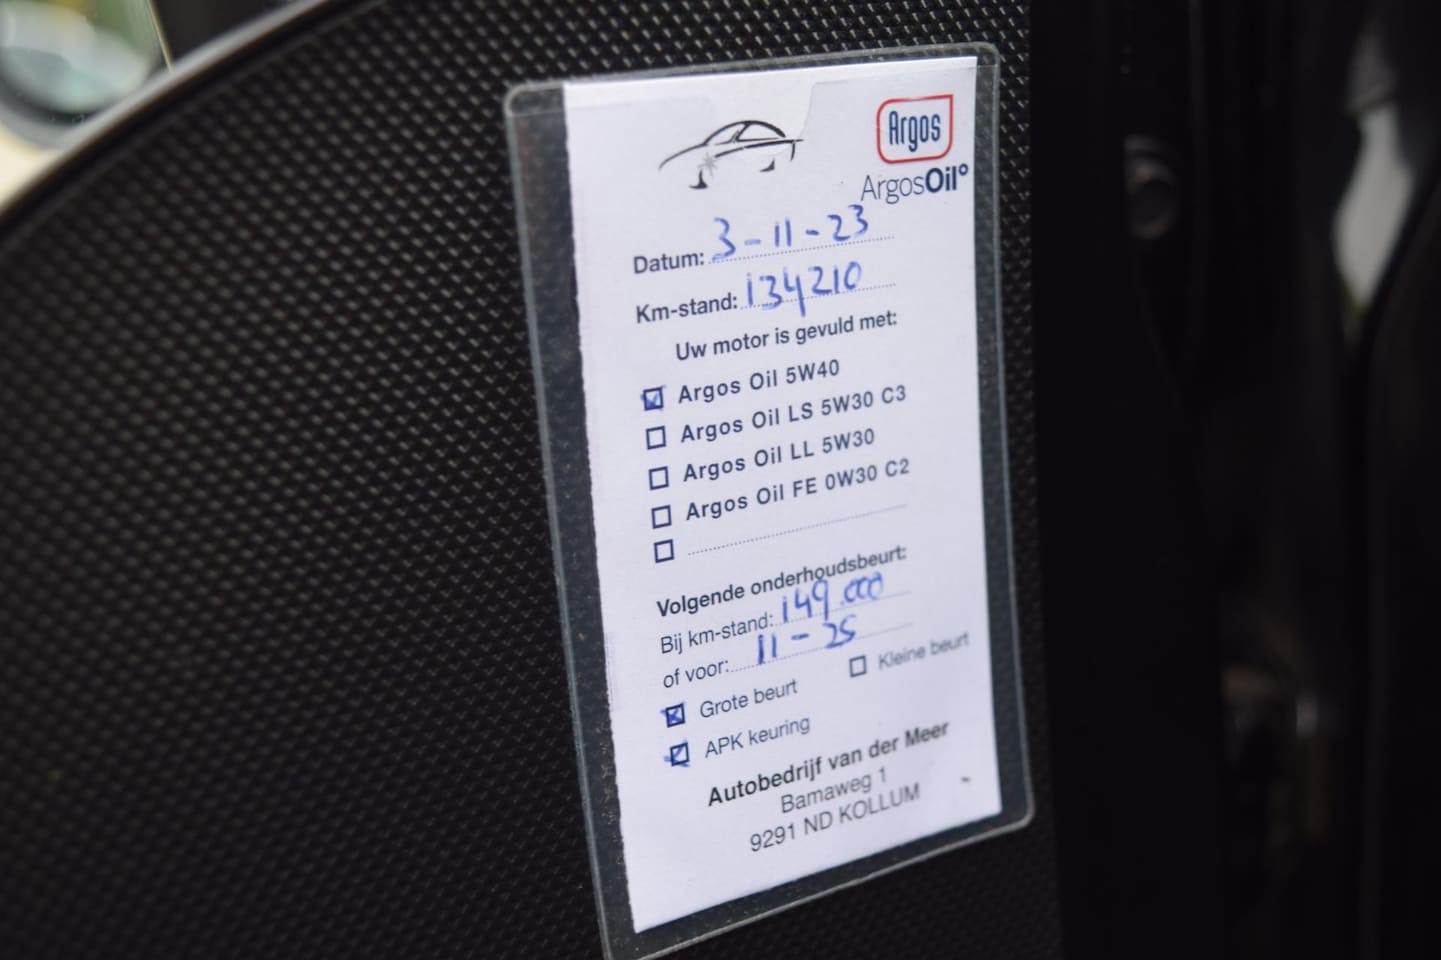 Argos
ArgosOil°
Datum: 3-11-23
Km-stand: 134210
Uw motor is gevuld met:
Argos Oil 5W40
Argos Oil LS 5W30 C3
Argos Oil LL 5W30
Argos Oil FE 0W30 C2
Volgende onderhoudsbeurt:
Bij km-stand: 149.000
of voor: 11-25
Grote beurt Kleine beurt
APK keuring
Autobedrijf van der Meer
Bamaweg 1
9291 ND KOLLUM